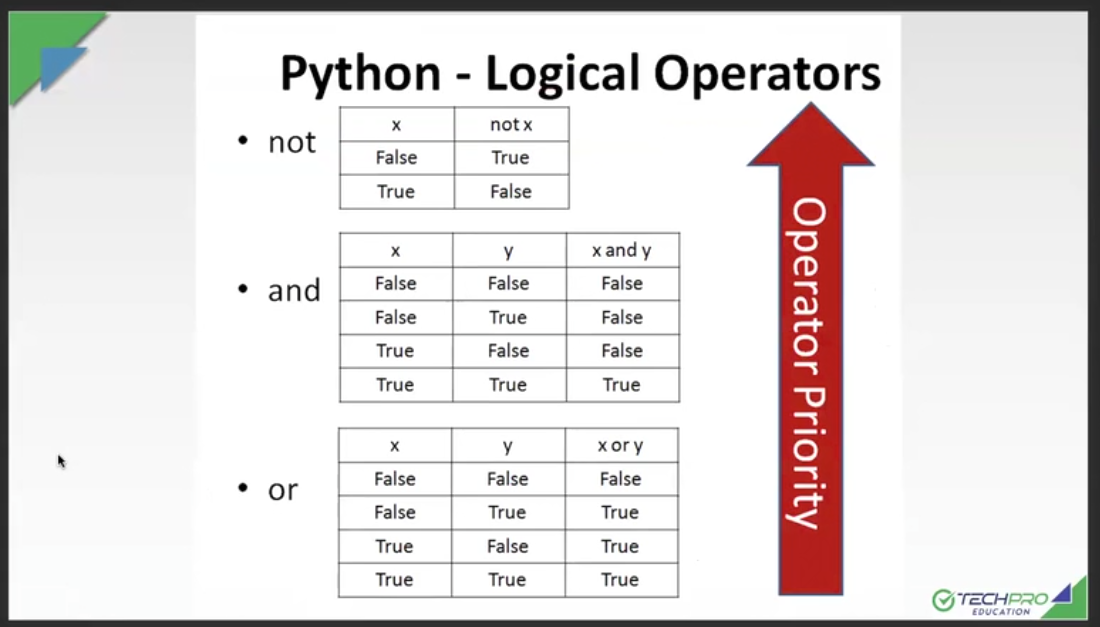 Python - Logical Operators
• not
x not x
False True
True False
• and
x y x and y
False False False
False True False
True False False
True True True
• or
x y x or y
False False False
False True True
True False True
True True True
Operator Priority
TECHPRO
EDUCATION